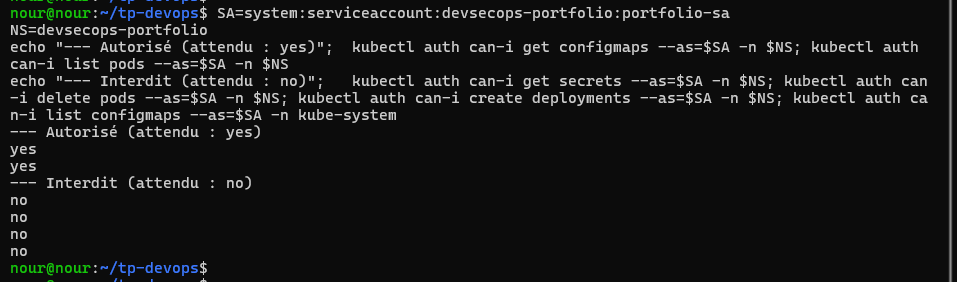 nour@nour:~/tp-devops$ SA=system:serviceaccount:devsecops-portfolio:portfolio-sa
NS=devsecops-portfolio
echo "--- Autorisé (attendu : yes)";  kubectl auth can-i get configmaps --as=$SA -n $NS; kubectl auth
can-i list pods --as=$SA -n $NS
echo "--- Interdit (attendu : no)";   kubectl auth can-i get secrets --as=$SA -n $NS; kubectl auth can
-i delete pods --as=$SA -n $NS; kubectl auth can-i create deployments --as=$SA -n $NS; kubectl auth ca
n-i list configmaps --as=$SA -n kube-system
--- Autorisé (attendu : yes)
yes
yes
--- Interdit (attendu : no)
no
no
no
no
nour@nour:~/tp-devops$